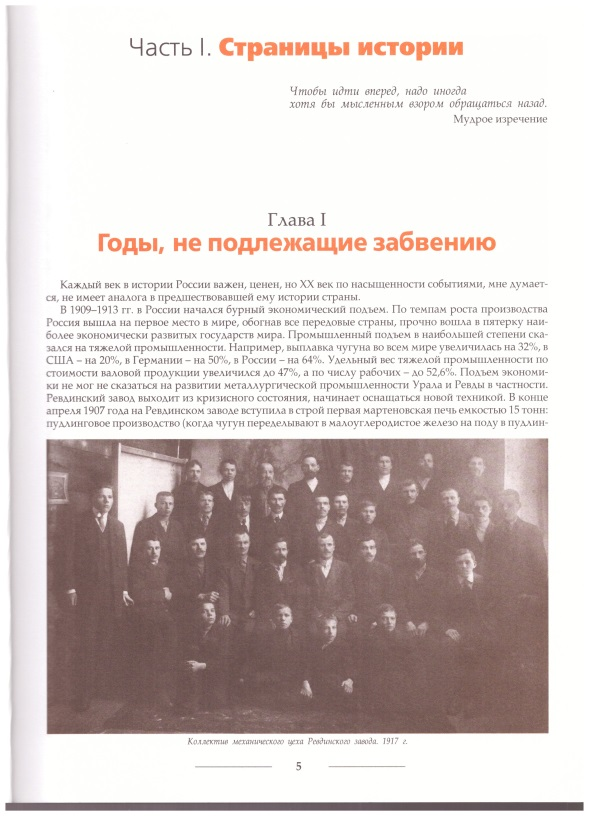 Часть I. Страницы истории
Чтобы идти вперед, надо иногда
хотя бы мысленным взором обращаться назад.
Мудрое изречение
Глава I
Годы, не подлежащие забвению
Каждый век в истории России важен, ценен, но XX век по насыщенности событиями, мне думает-
ся, не имеет аналога в предшествовавшей ему истории страны.
В 1909–1913 гг. в России начался бурный экономический подъем. По темпам роста производства
Россия вышла на первое место в мире, обогнав все передовые страны, прочно вошла в пятерку наи-
более экономически развитых государств мира. Промышленный подъем в наибольшей степени ска-
зался на тяжелой промышленности. Например, выплавка чугуна во всем мире увеличилась на 32%, в
США – на 20%, в Германии – на 50%, в России – на 64%. Удельный вес тяжелой промышленности по
стоимости валовой продукции увеличился до 47%, а по числу рабочих – до 52,6%. Подъем экономи-
ки не мог не сказаться на развитии металлургической промышленности Урала и Ревды в частности.
Ревдинский завод выходит из кризисного состояния, начинает оснащаться новой техникой. В конце
апреля 1907 года на Ревдинском заводе вступила в строй первая мартеновская печь емкостью 15 тонн:
пудлинговое производство (когда чугун переделывают в малоуглеродистое железо на поду в пудлин-
Коллектив механического цеха Ревдинского завода. 1917 г.
5